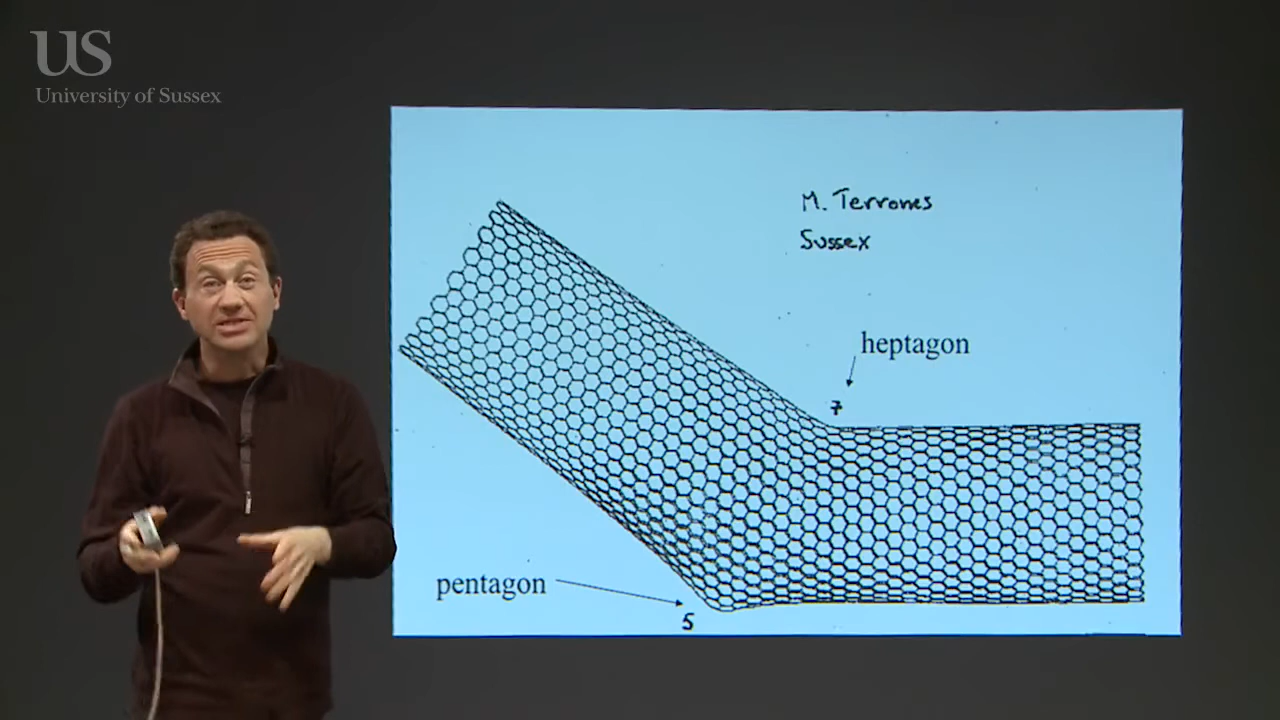 US
University of Sussex
M. Terrones
Sussex
heptagon
7
pentagon
5